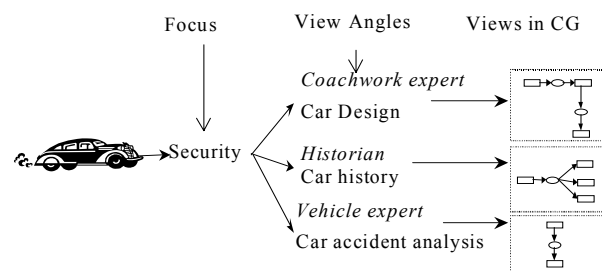 Focus
View Angles
Views in CG
Coachwork expert
Car Design
Security
Historian
Car history
Vehicle expert
Car accident analysis